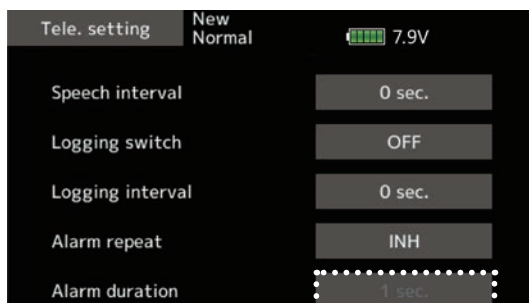 Tele. setting
New
Normal
7.9V
Speech interval 0 sec.
Logging switch OFF
Logging interval 0 sec.
Alarm repeat INH
Alarm duration 1 sec.